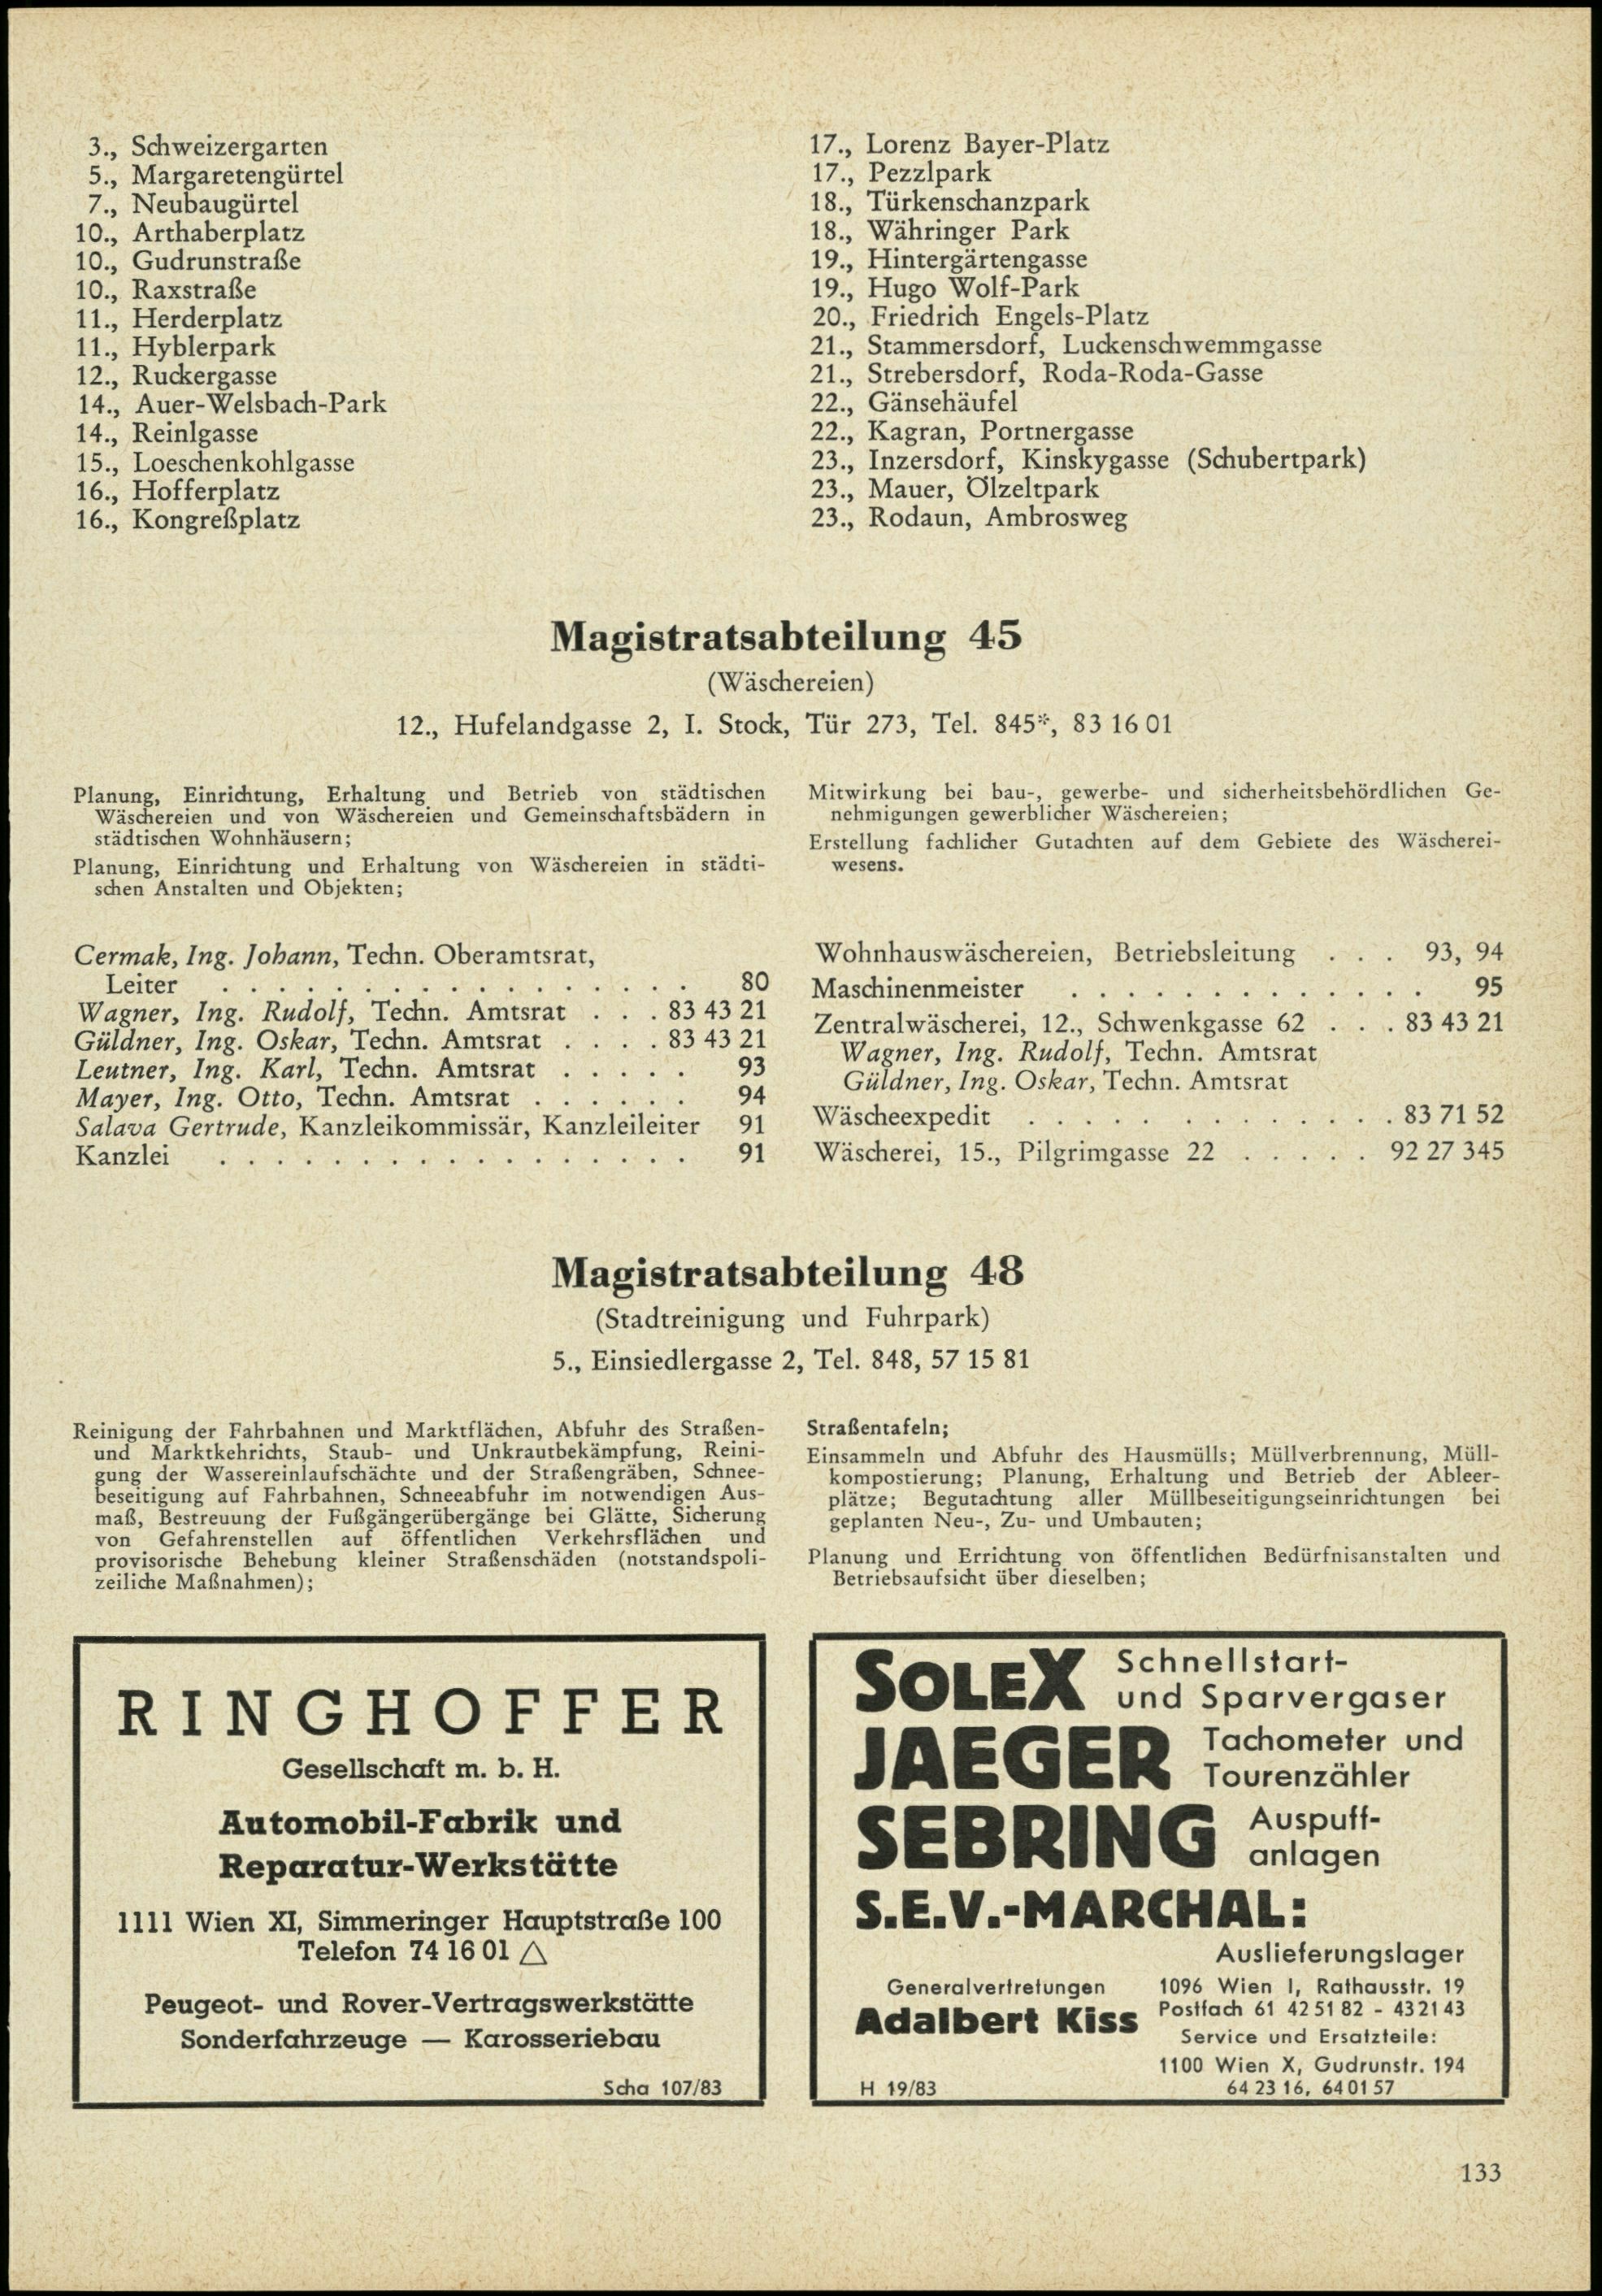 3., Schweizergarten
5., Margaretengürtel
7., Neubaugürtel
10., Arthaberplatz
10., Gudrunstraße
10., Raxstraße
11., Herderplatz
11., Hyblerpark
12., Ruckergasse
14., Auer-Welsbach-Park
14., Reinlgasse
15., Loeschenkohlgasse
16., Hofferplatz
16., Kongreßplatz
17., Lorenz Bayer-Platz
17., Pezzlpark
18., Türkenschanzpark
18., Währinger Park
19., Hintergärtengasse
19., Hugo Wolf-Park
20., Friedrich Engels-Platz
21., Stammersdorf, Luckenschwemmgasse
21., Strebersdorf, Roda-Roda-Gasse
22., Gänsehäufel
22., Kagran, Portnergasse
23., Inzersdorf, Kinskygasse (Schubertpark)
23., Mauer, Ölzeltpark
23., Rodaun, Ambrosweg
Magistratsabteilung 45
(Wäschereien)
12., Hufelandgasse 2, I. Stock, Tür 273, Tel. 845*, 83 16 01
Planung, Einrichtung, Erhaltung und Betrieb von städtischen
Wäschereien und von Wäschereien und Gemeinschaftsbädern in
städtischen Wohnhäusern;
Planung, Einrichtung und Erhaltung von Wäschereien in städti-
schen Anstalten und Objekten;
Mitwirkung bei bau-, gewerbe- und sicherheitsbehördlichen Ge-
nehmigungen gewerblicher Wäschereien;
Erstellung fachlicher Gutachten auf dem Gebiete des Wäscherei-
wesens.
Cermak, Ing. Johann, Techn. Oberamtsrat,
Leiter . . . . . . . . . . . . . . . . . 80
Wagner, Ing. Rudolf, Techn. Amtsrat . . . 83 43 21
Güldner, Ing. Oskar, Techn. Amtsrat . . . . 83 43 21
Leutner, Ing. Karl, Techn. Amtsrat . . . . . 93
Mayer, Ing. Otto, Techn. Amtsrat . . . . . . 94
Salava Gertrude, Kanzleikommissär, Kanzleileiter 91
Kanzlei . . . . . . . . . . . . . . . . . 91
Wohnhauswäschereien, Betriebsleitung . . . 93, 94
Maschinenmeister . . . . . . . . . . . . . 95
Zentralwäscherei, 12., Schwenkgasse 62 . . . 83 43 21
Wagner, Ing. Rudolf, Techn. Amtsrat
Güldner, Ing. Oskar, Techn. Amtsrat
Wäscheexpedit . . . . . . . . . . . . . 83 71 52
Wäscherei, 15., Pilgrimgasse 22 . . . . . 92 27 345
Magistratsabteilung 48
(Stadtreinigung und Fuhrpark)
5., Einsiedlergasse 2, Tel. 848, 57 15 81
Reinigung der Fahrbahnen und Marktflächen, Abfuhr des Straßen-
und Marktkehrichts, Staub- und Unkrautbekämpfung, Reini-
gung der Wassereinlaufschächte und der Straßengräben, Schnee-
beseitigung auf Fahrbahnen, Schneeabfuhr im notwendigen Aus-
maß, Bestreuung der Fußgängerübergänge bei Glätte, Sicherung
von Gefahrenstellen auf öffentlichen Verkehrsflächen und
provisorische Behebung kleiner Straßenschäden (notstandspoli-
zeiliche Maßnahmen);
Straßentafeln;
Einsammeln und Abfuhr des Hausmülls; Müllverbrennung, Müll-
kompostierung; Planung, Erhaltung und Betrieb der Ableer-
plätze; Begutachtung aller Müllbeseitigungseinrichtungen bei
geplanten Neu-, Zu- und Umbauten;
Planung und Errichtung von öffentlichen Bedürfnisanstalten und
Betriebsaufsicht über dieselben;
RINGHOFFER
Gesellschaft m. b. H.
Automobil-Fabrik und
Reparatur-Werkstätte
1111 Wien XI, Simmeringer Hauptstraße 100
Telefon 74 16 01 △
Peugeot- und Rover-Vertragswerkstätte
Sonderfahrzeuge — Karosseriebau
Scha 107/83
SOLEX Schnellstart-
und Sparvergaser
JAEGER Tachometer und
Tourenzähler
SEBRING Auspuff-
anlagen
S.E.V.-MARCHAL:
Auslieferungslager
Generalvertretungen
Adalbert Kiss
1096 Wien I, Rathausstr. 19
Postfach 61 42 51 82 - 43 21 43
Service und Ersatzteile:
1100 Wien X, Gudrunstr. 194
64 23 16, 64 01 57
H 19/83
133